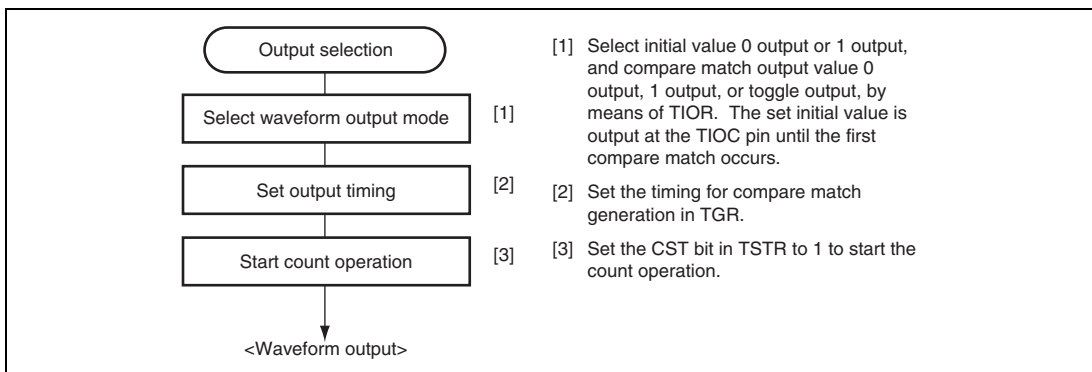 Output selection
Select waveform output mode
[1]
Set output timing
[2]
Start count operation
[3]
<Waveform output>
[1] Select initial value 0 output or 1 output,
and compare match output value 0
output, 1 output, or toggle output, by
means of TIOR. The set initial value is
output at the TIOC pin until the first
compare match occurs.
[2] Set the timing for compare match
generation in TGR.
[3] Set the CST bit in TSTR to 1 to start the
count operation.